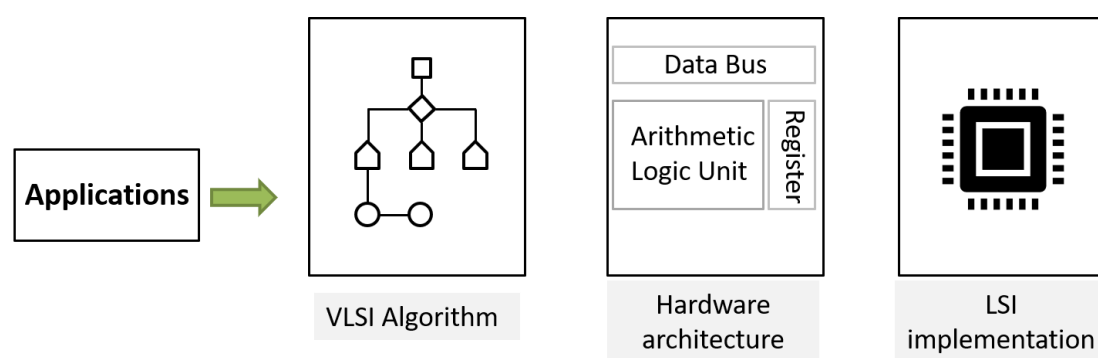 Applications
VLSI Algorithm
Data Bus
Arithmetic
Logic Unit
Register
Hardware
architecture
LSI
implementation